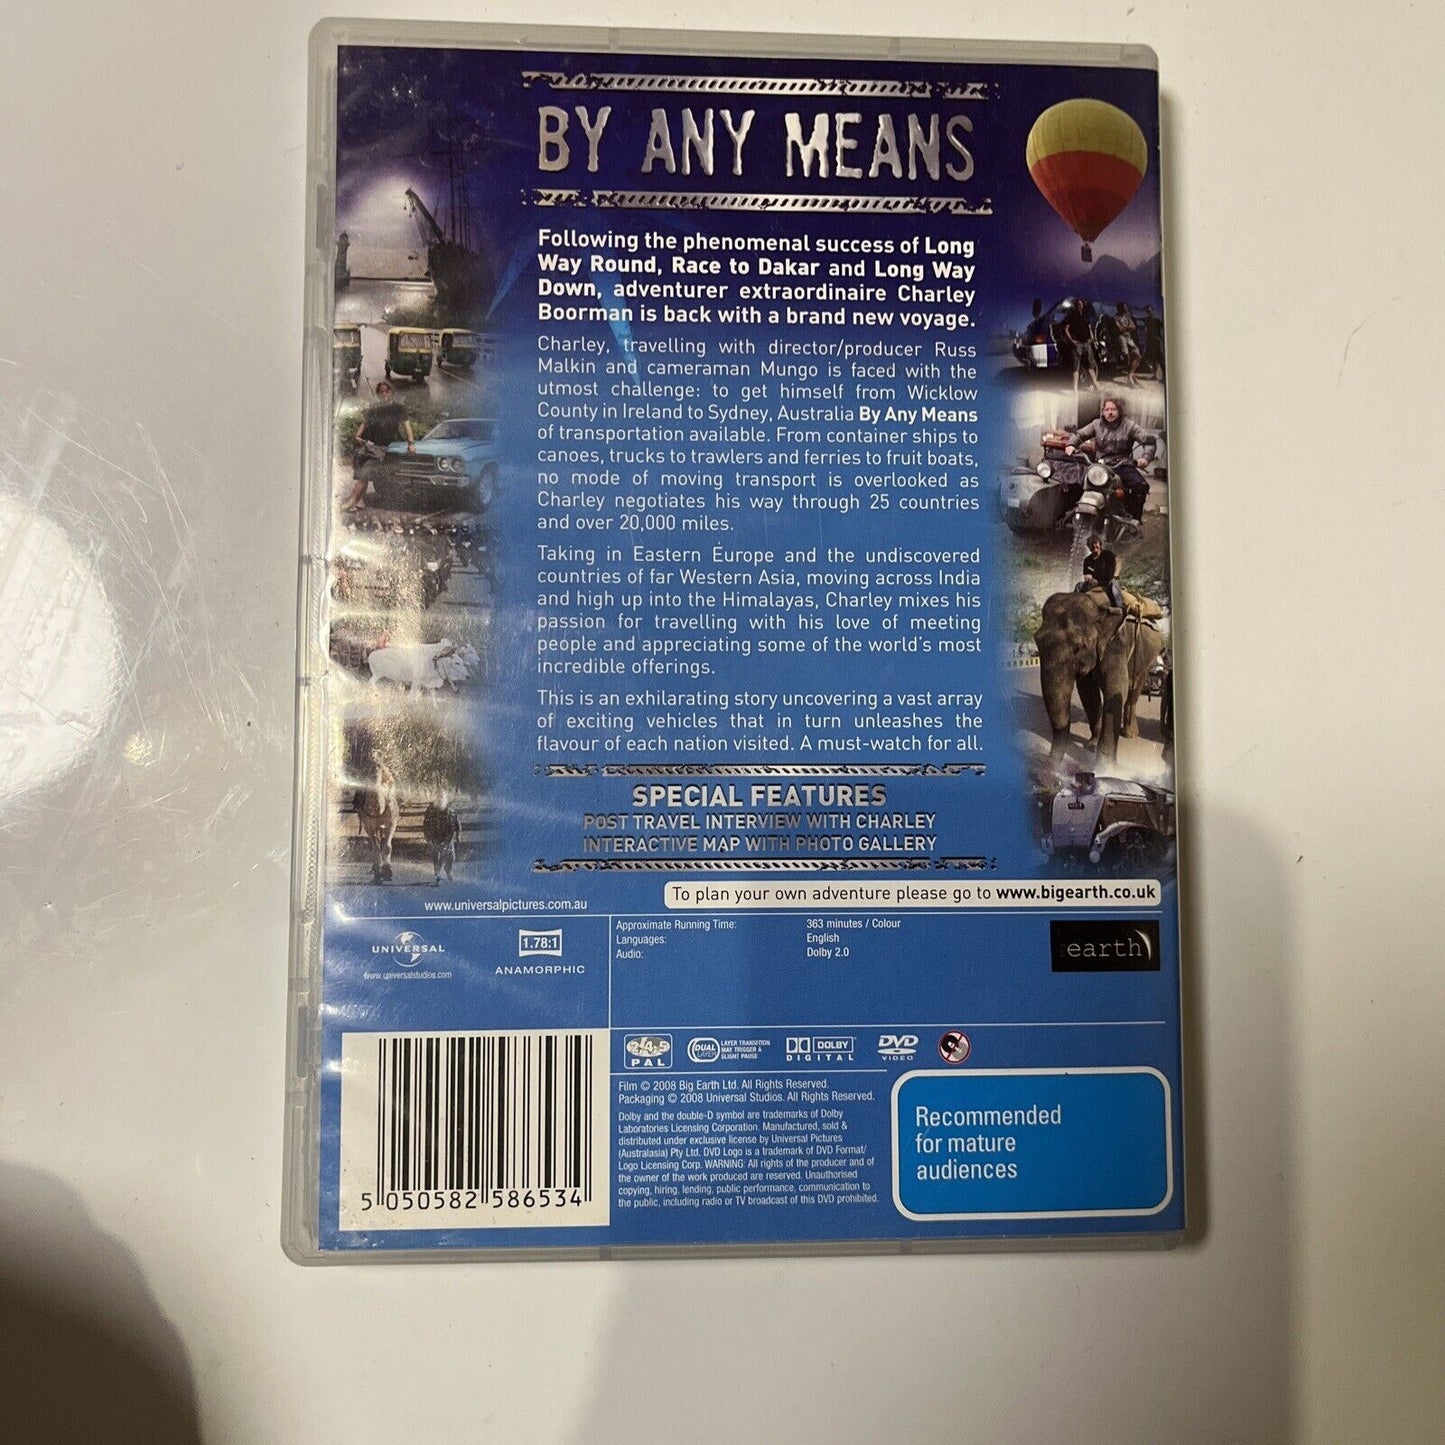 BY ANY MEANS
Following the phenomenal success of Long
Way Round, Race to Dakar and Long Way
Down, adventurer extraordinaire Charley
Boorman is back with a brand new voyage.
Charley, travelling with director/producer Russ
Malkin and cameraman Mungo is faced with the
utmost challenge: to get himself from Wicklow
County in Ireland to Sydney, Australia By Any Means
of transportation available. From container ships to
canoes, trucks to trawlers and ferries to fruit boats,
no mode of moving transport is overlooked as
Charley negotiates his way through 25 countries
and over 20,000 miles.
Taking in Eastern Europe and the undiscovered
countries of far Western Asia, moving across India
and high up into the Himalayas, Charley mixes his
passion for travelling with his love of meeting
people and appreciating some of the world's most
incredible offerings.
This is an exhilarating story uncovering a vast array
of exciting vehicles that in turn unleashes the
flavour of each nation visited. A must-watch for all.
SPECIAL FEATURES
POST TRAVEL INTERVIEW WITH CHARLEY
INTERACTIVE MAP WITH PHOTO GALLERY
To plan your own adventure please go to www.bigearth.co.uk
www.universalpictures.com.au
UNIVERSAL
www.universalstudios.com
1.78:1
ANAMORPHIC
Approximate Running Time: 363 minutes / Colour
Languages: English
Audio: Dolby 2.0
earth
2 4 5
PAL
DUAL LAYER
LAYER TRANSITION
MAY TRIGGER A
SLIGHT PAUSE
DOLBY
DIGITAL
DVD
VIDEO
Film © 2008 Big Earth Ltd. All Rights Reserved.
Packaging © 2008 Universal Studios. All Rights Reserved.
Dolby and the double-D symbol are trademarks of Dolby
Laboratories Licensing Corporation. Manufactured, sold &
distributed under exclusive license by Universal Pictures
(Australasia) Pty Ltd. DVD Logo is a trademark of DVD Format/
Logo Licensing Corp. WARNING: All rights of the producer and of
the owner of the work produced are reserved. Unauthorised
copying, hiring, lending, public performance, communication to
the public, including radio or TV broadcast of this DVD prohibited.
Recommended
for mature
audiences
5 050582 586534